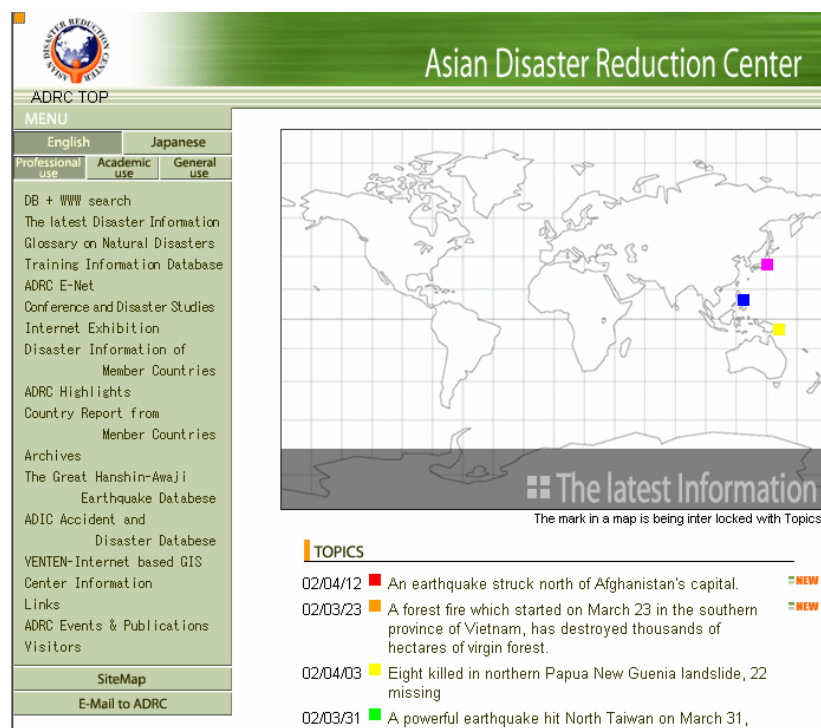 ASIAN DISASTER REDUCTION CENTER
Asian Disaster Reduction Center
ADRC TOP
MENU
English Japanese
Professional use Academic use General use
DB + WWW search
The latest Disaster Information
Glossary on Natural Disasters
Training Information Database
ADRC E-Net
Conference and Disaster Studies
Internet Exhibition
Disaster Information of
Member Countries
ADRC Highlights
Country Report from
Menber Countries
Archives
The Great Hanshin-Awaji
Earthquake Databese
ADIC Accident and
Disaster Databese
VENTEN-Internet based GIS
Center Information
Links
ADRC Events & Publications
Visitors
SiteMap
E-Mail to ADRC
The latest Information
The mark in a map is being inter locked with Topics
TOPICS
02/04/12 An earthquake struck north of Afghanistan's capital. NEW
02/03/23 A forest fire which started on March 23 in the southern NEW
province of Vietnam, has destroyed thousands of
hectares of virgin forest.
02/04/03 Eight killed in northern Papua New Guenia landslide, 22
missing
02/03/31 A powerful earthquake hit North Taiwan on March 31,